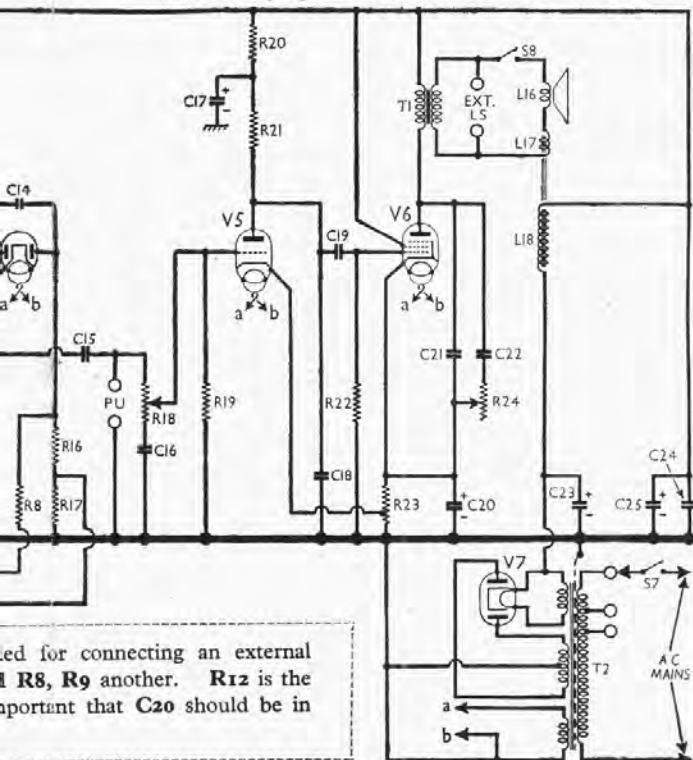 R20
S8
C17
+
-
T1
EXT.
LS
L16
R21
L17
C14
V5
V6
L18
C19
a
b
a
b
a
b
C15
C21
C22
PU
R18
R19
R22
R24
R16
C16
C24
R8
R17
C18
R23
+
-
C20
C23
+
-
C25
+
-
V7
S7
T2
A C
MAINS
a
b
ed for connecting an external
R8, R9 another. R12 is the
portant that C20 should be in